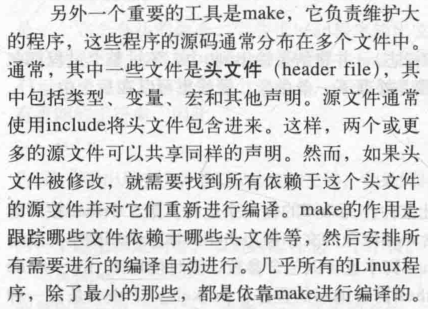 另外一个重要的工具是make，它负责维护大
的程序，这些程序的源码通常分布在多个文件中。
通常，其中一些文件是头文件（header file），其
中包括类型、变量、宏和其他声明。源文件通常
使用include将头文件包含进来。这样，两个或更
多的源文件可以共享同样的声明。然而，如果头
文件被修改，就需要找到所有依赖于这个头文件
的源文件并对它们重新进行编译。make的作用是
跟踪哪些文件依赖于哪些头文件等，然后安排所
有需要进行的编译自动进行。几乎所有的Linux程
序，除了最小的那些，都是依靠make进行编译的。